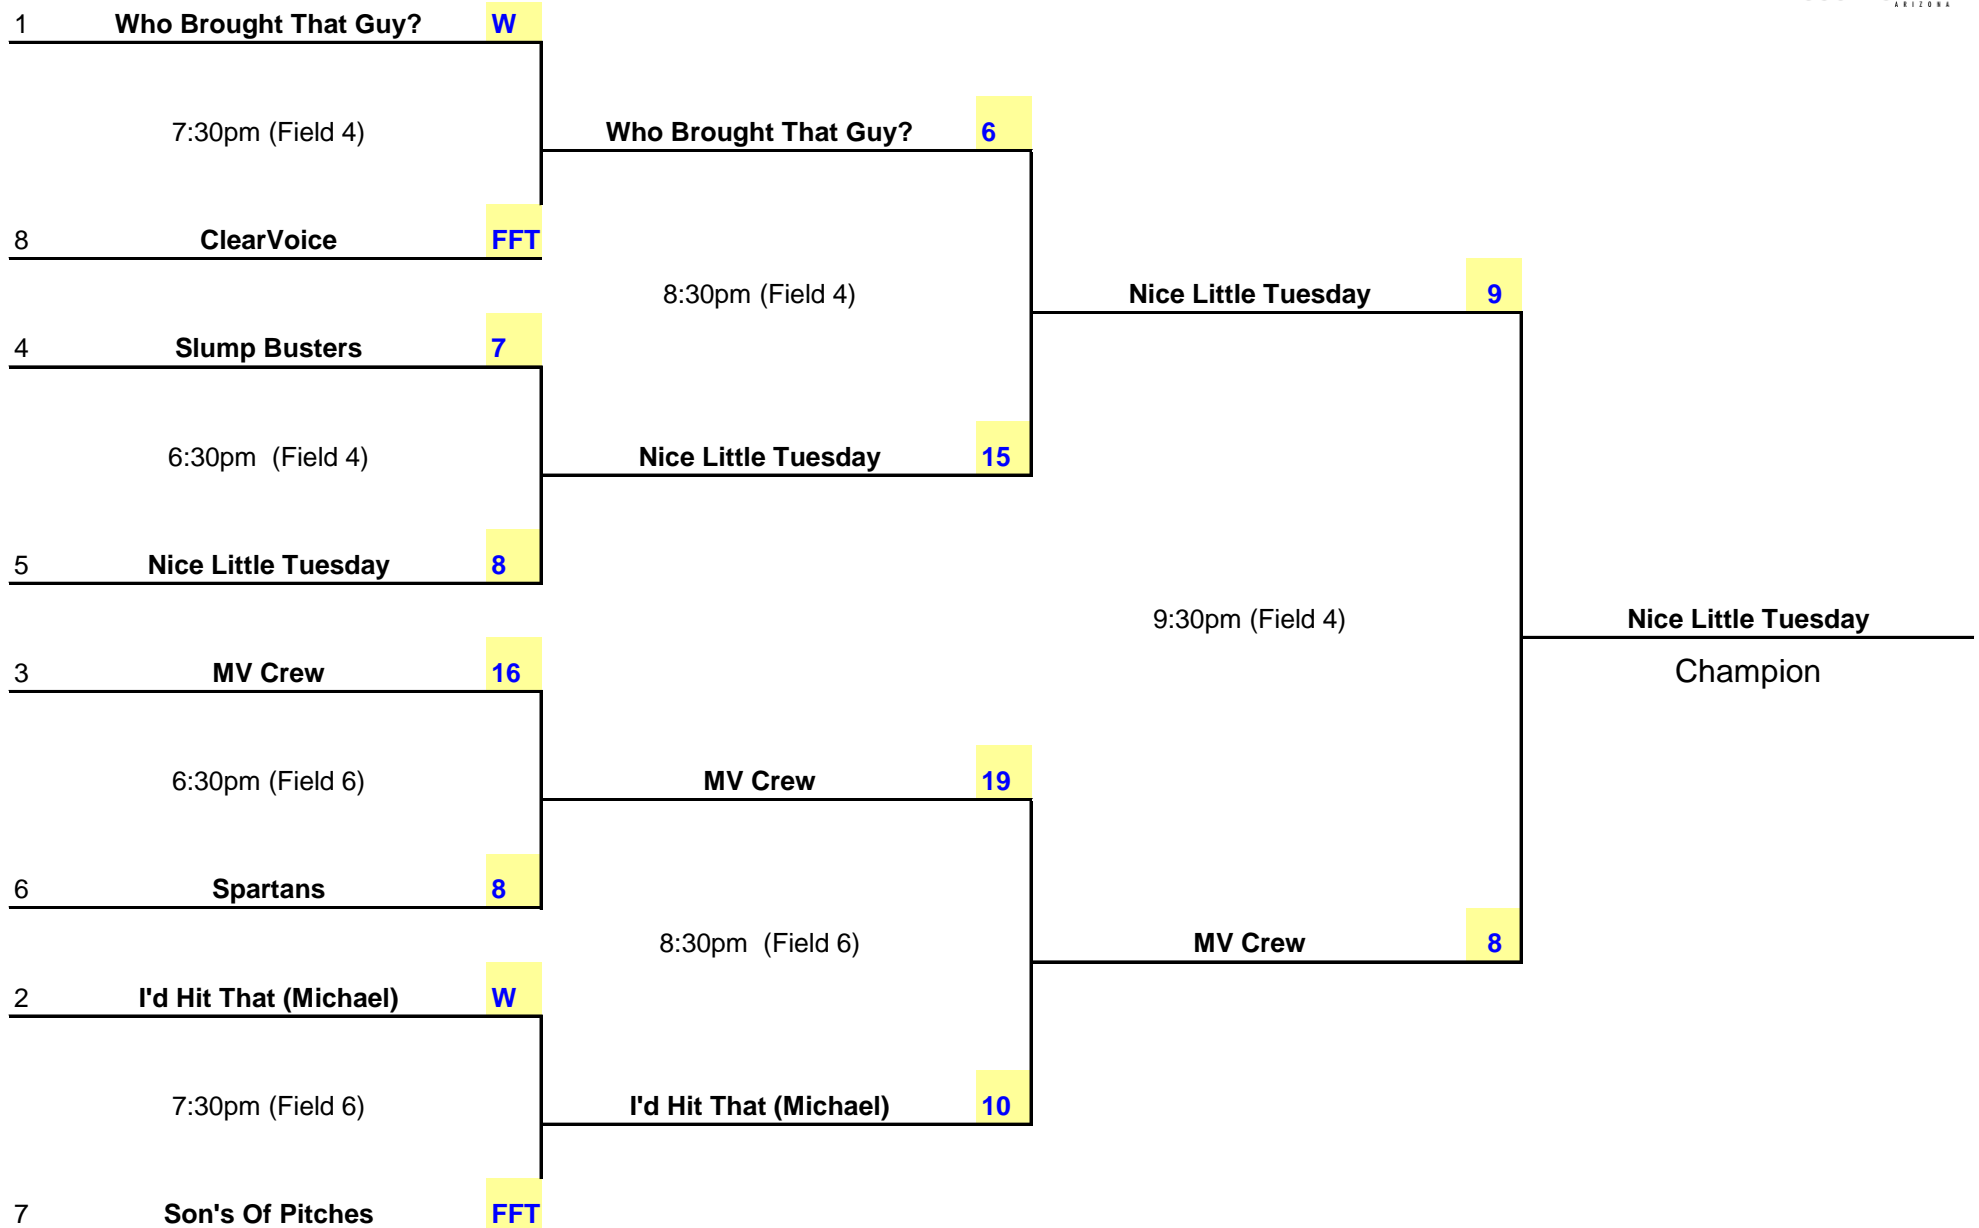 ARIZONA
1 Who Brought That Guy? W
7:30pm (Field 4)
Who Brought That Guy? 6
8 ClearVoice FFT
8:30pm (Field 4)
Nice Little Tuesday 9
4 Slump Busters 7
6:30pm (Field 4)
Nice Little Tuesday 15
5 Nice Little Tuesday 8
9:30pm (Field 4)
Nice Little Tuesday
3 MV Crew 16
Champion
6:30pm (Field 6)
MV Crew 19
6 Spartans 8
8:30pm (Field 6)
MV Crew 8
2 I'd Hit That (Michael) W
7:30pm (Field 6)
I'd Hit That (Michael) 10
7 Son's Of Pitches FFT